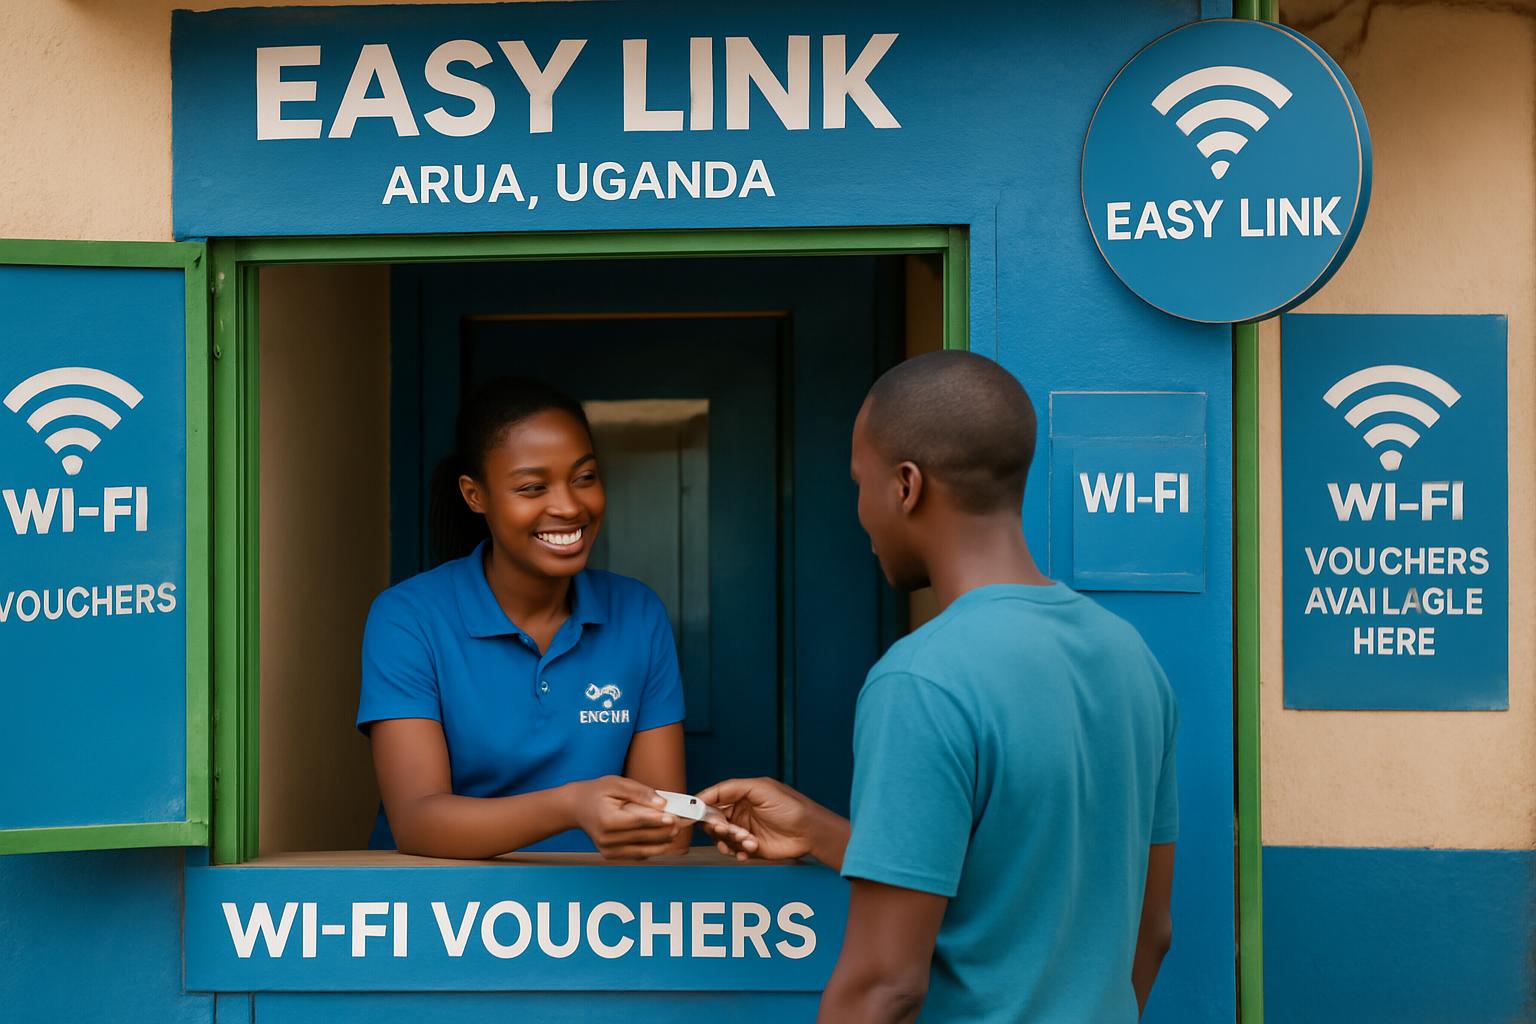 EASY LINK
ARUA, UGANDA
EASY LINK
WI-FI
VOUCHERS
WI-FI
WI-FI
VOUCHERS
AVAILAGLE
HERE
WI-FI VOUCHERS